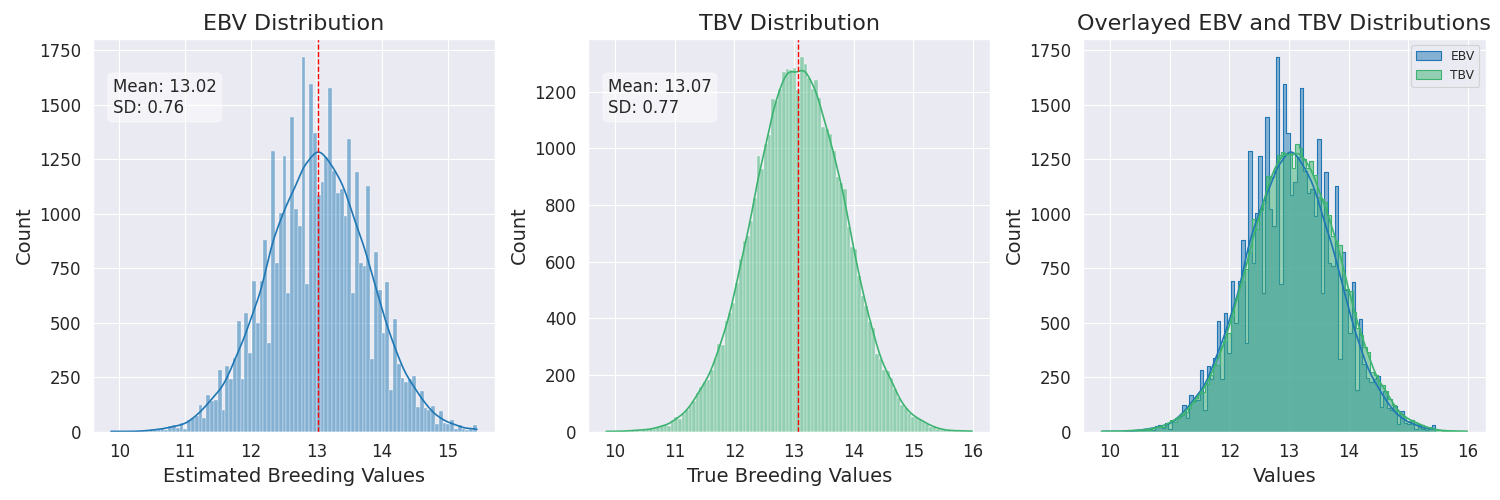 EBV Distribution
1750
1500
1250
1000
750
500
250
0
Count
Mean: 13.02
SD: 0.76
10 11 12 13 14 15
Estimated Breeding Values
TBV Distribution
1200
1000
800
600
400
200
0
Count
Mean: 13.07
SD: 0.77
10 11 12 13 14 15 16
True Breeding Values
Overlayed EBV and TBV Distributions
1750
1500
1250
1000
750
500
250
0
Count
EBV
TBV
10 11 12 13 14 15 16
Values